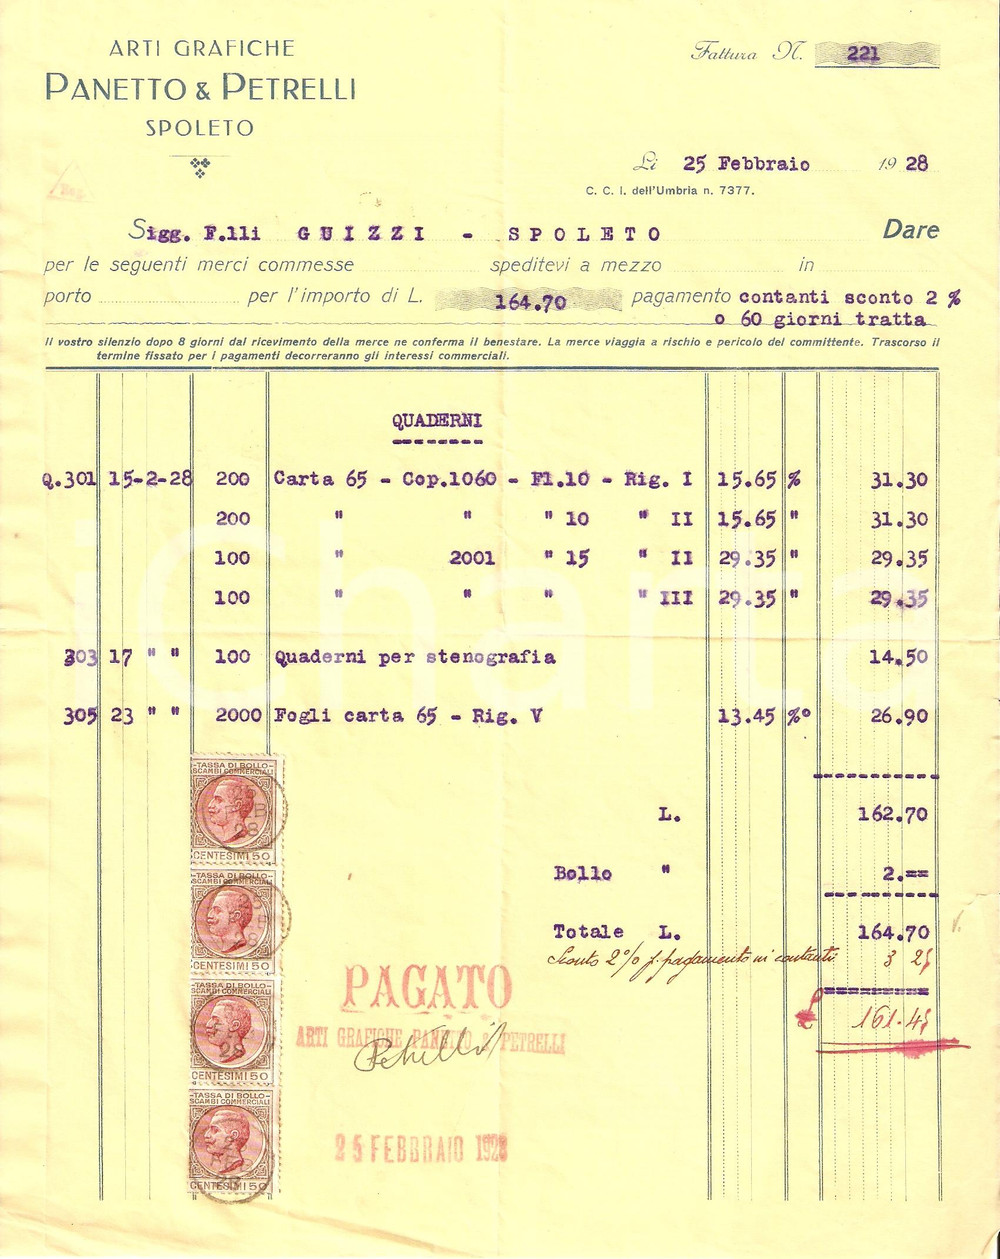 ARTI GRAFICHE
PANETTO & PETRELLI
SPOLETO
Fattura N. 221
Li 25 Febbraio 1928
C. C. I. dell'Umbria n. 7377.
Sigg. F.lli GUIZZI - SPOLETO Dare
per le seguenti merci commesse speditevi a mezzo in
porto per l'importo di L. 164.70 pagamento contanti sconto 2 %
o 60 giorni tratta
Il vostro silenzio dopo 8 giorni dal ricevimento della merce ne conferma il benestare. La merce viaggia a rischio e pericolo del committente. Trascorso il
termine fissato per i pagamenti decorreranno gli interessi commerciali.
QUADERNI
Q.301 15-2-28 200 Carta 65 - Cop.1060 - Fl.10 - Rig. I 15.65 % 31.30
200 " " " 10 " II 15.65 " 31.30
100 " 2001 " 15 " II 29.35 " 29.35
100 " " " " III 29.35 " 29.35
303 17 " " 100 Quaderni per stenografia 14.50
305 23 " " 2000 Fogli carta 65 - Rig. V 13.45 %° 26.90
L. 162.70
Bollo " 2.==
Totale L. 164.70
Sconto 2% p. pagamento in contanti 3 25
161.45
TASSA DI BOLLO
SCAMBI COMMERCIALI
CENTESIMI 50
TASSA DI BOLLO
SCAMBI COMMERCIALI
CENTESIMI 50
TASSA DI BOLLO
SCAMBI COMMERCIALI
CENTESIMI 50
TASSA DI BOLLO
SCAMBI COMMERCIALI
CENTESIMI 50
PAGATO
ARTI GRAFICHE PANETTO & PETRELLI
Petrelli
25 FEBBRAIO 1928
iCharta